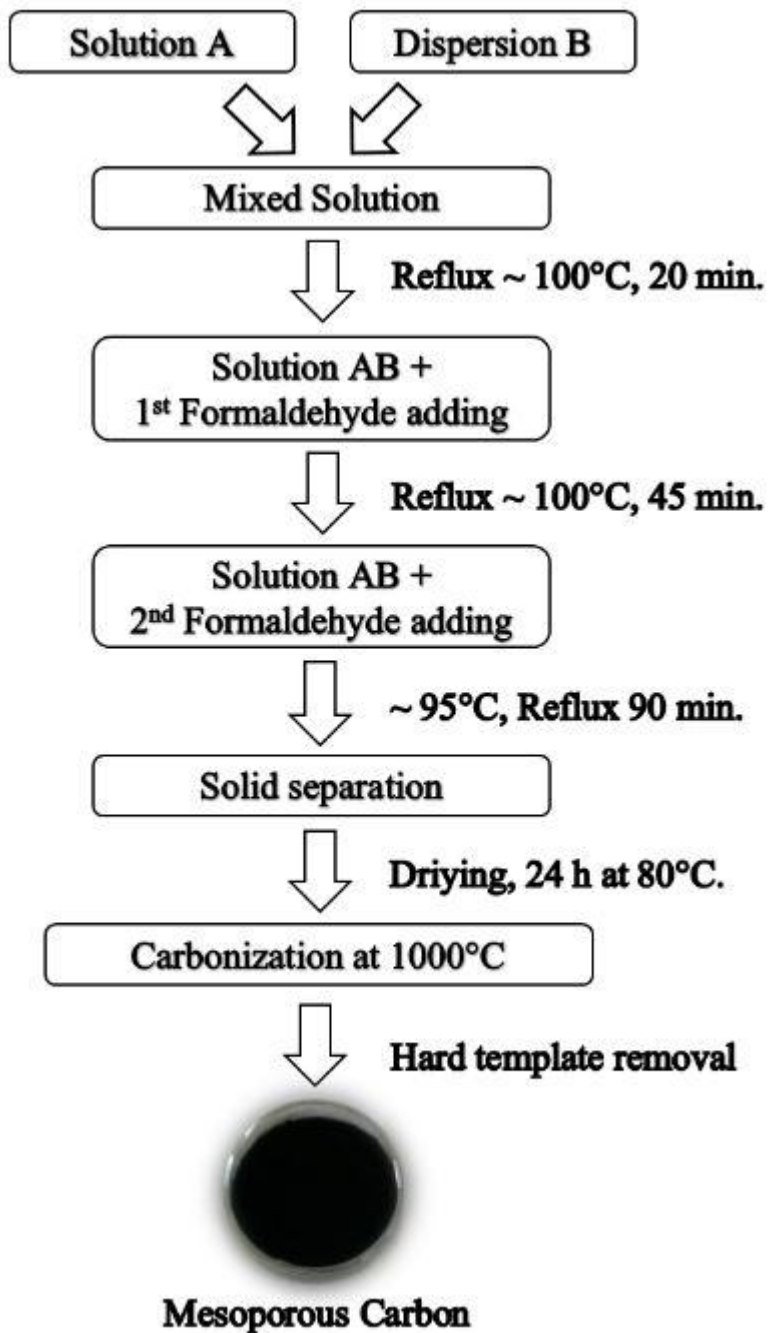 Solution A
Dispersion B
Mixed Solution
Reflux ~ 100°C, 20 min.
Solution AB +
1st Formaldehyde adding
Reflux ~ 100°C, 45 min.
Solution AB +
2nd Formaldehyde adding
~ 95°C, Reflux 90 min.
Solid separation
Driying, 24 h at 80°C.
Carbonization at 1000°C
Hard template removal
Mesoporous Carbon